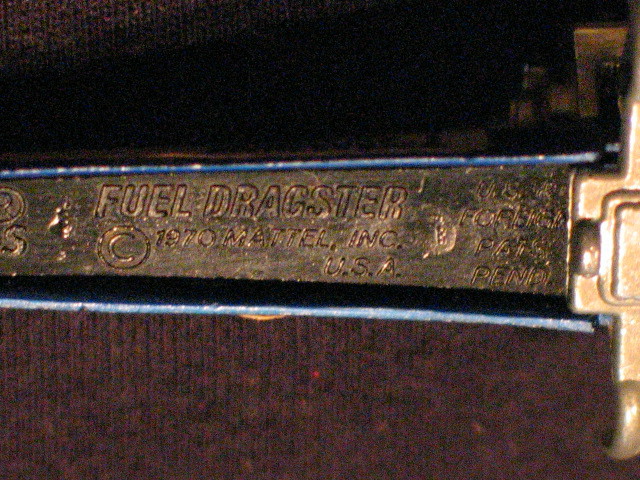 FUEL DRAGSTER
© 1970 MATTEL, INC.
U.S.A.
U.S. &
FOREIGN
PATS.
PEND.